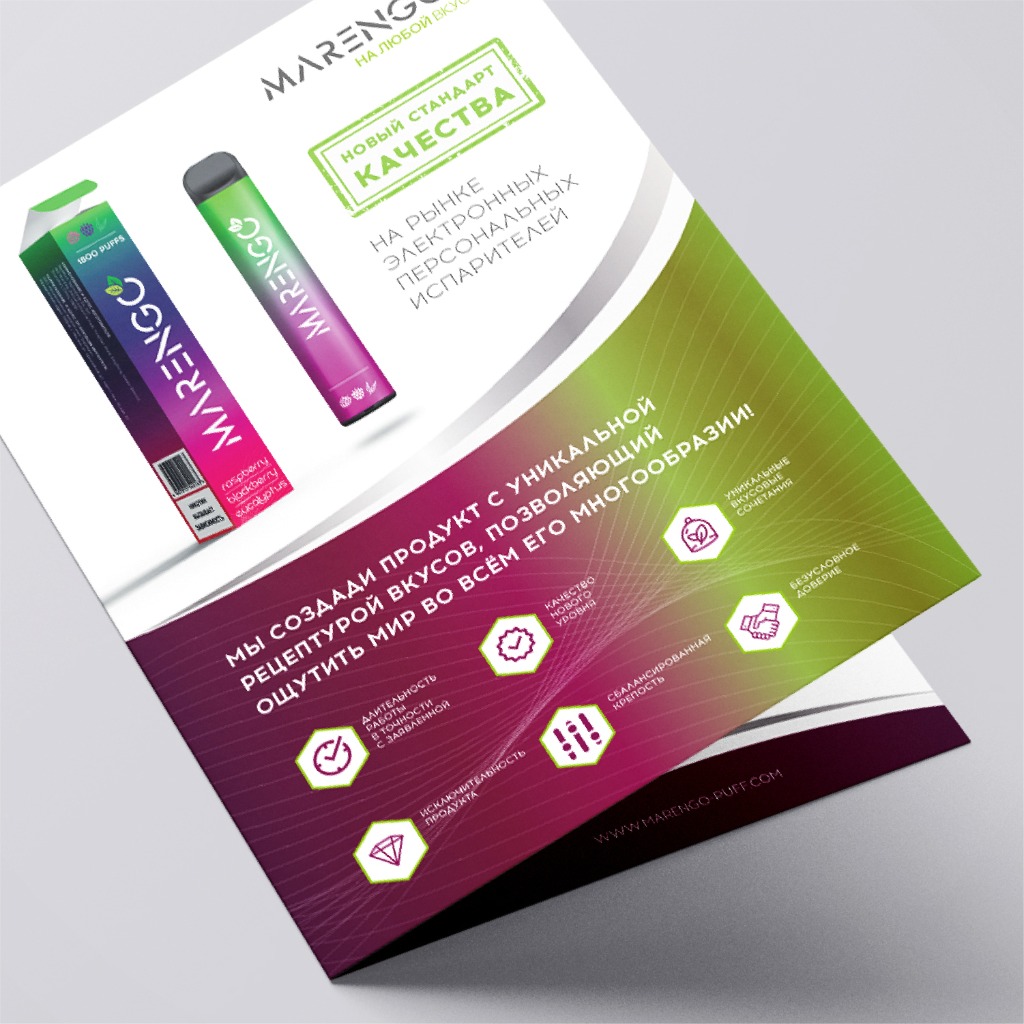 MARENGO
НА ЛЮБОЙ ВКУС
НОВЫЙ СТАНДАРТ
КАЧЕСТВА
НА РЫНКЕ
ЭЛЕКТРОННЫХ
ПЕРСОНАЛЬНЫХ
ИСПАРИТЕЛЕЙ
1800 PUFFS
MARENGO
raspberry
blackberry
eucalyptus
НИКОТИН
ВЫЗЫВАЕТ
ЗАВИСИМОСТЬ
MARENGO
МЫ СОЗДАДИ ПРОДУКТ С УНИКАЛЬНОЙ
РЕЦЕПТУРОЙ ВКУСОВ, ПОЗВОЛЯЮЩИЙ
ОЩУТИТЬ МИР ВО ВСЁМ ЕГО МНОГООБРАЗИИ!
ДЛИТЕЛЬНОСТЬ
РАБОТЫ
В ТОЧНОСТИ
С ЗАЯВЛЕННОЙ
КАЧЕСТВО
НОВОГО
УРОВНЯ
УНИКАЛЬНЫЕ
ВКУСОВЫЕ
СОЧЕТАНИЯ
ИСКЛЮЧИТЕЛЬНОСТЬ
ПРОДУКТА
СБАЛАНСИРОВАННАЯ
КРЕПОСТЬ
БЕЗУСЛОВНОЕ
ДОВЕРИЕ
WWW.MARENGO-PUFF.COM